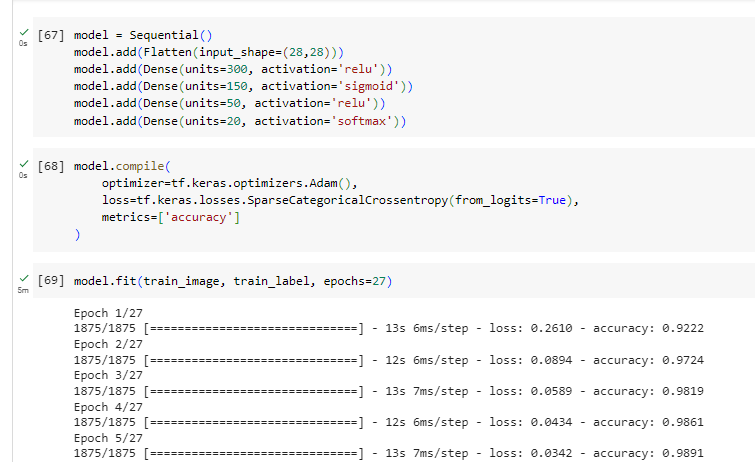 [67] model = Sequential()
model.add(Flatten(input_shape=(28,28)))
model.add(Dense(units=300, activation='relu'))
model.add(Dense(units=150, activation='sigmoid'))
model.add(Dense(units=50, activation='relu'))
model.add(Dense(units=20, activation='softmax'))
0s
[68] model.compile(
0s
optimizer=tf.keras.optimizers.Adam(),
loss=tf.keras.losses.SparseCategoricalCrossentropy(from_logits=True),
metrics=['accuracy']
)
[69] model.fit(train_image, train_label, epochs=27)
5m
Epoch 1/27
1875/1875 [==============================] - 13s 6ms/step - loss: 0.2610 - accuracy: 0.9222
Epoch 2/27
1875/1875 [==============================] - 12s 6ms/step - loss: 0.0894 - accuracy: 0.9724
Epoch 3/27
1875/1875 [==============================] - 13s 7ms/step - loss: 0.0589 - accuracy: 0.9819
Epoch 4/27
1875/1875 [==============================] - 12s 6ms/step - loss: 0.0434 - accuracy: 0.9861
Epoch 5/27
1875/1875 [==============================] - 13s 7ms/step - loss: 0.0342 - accuracy: 0.9891